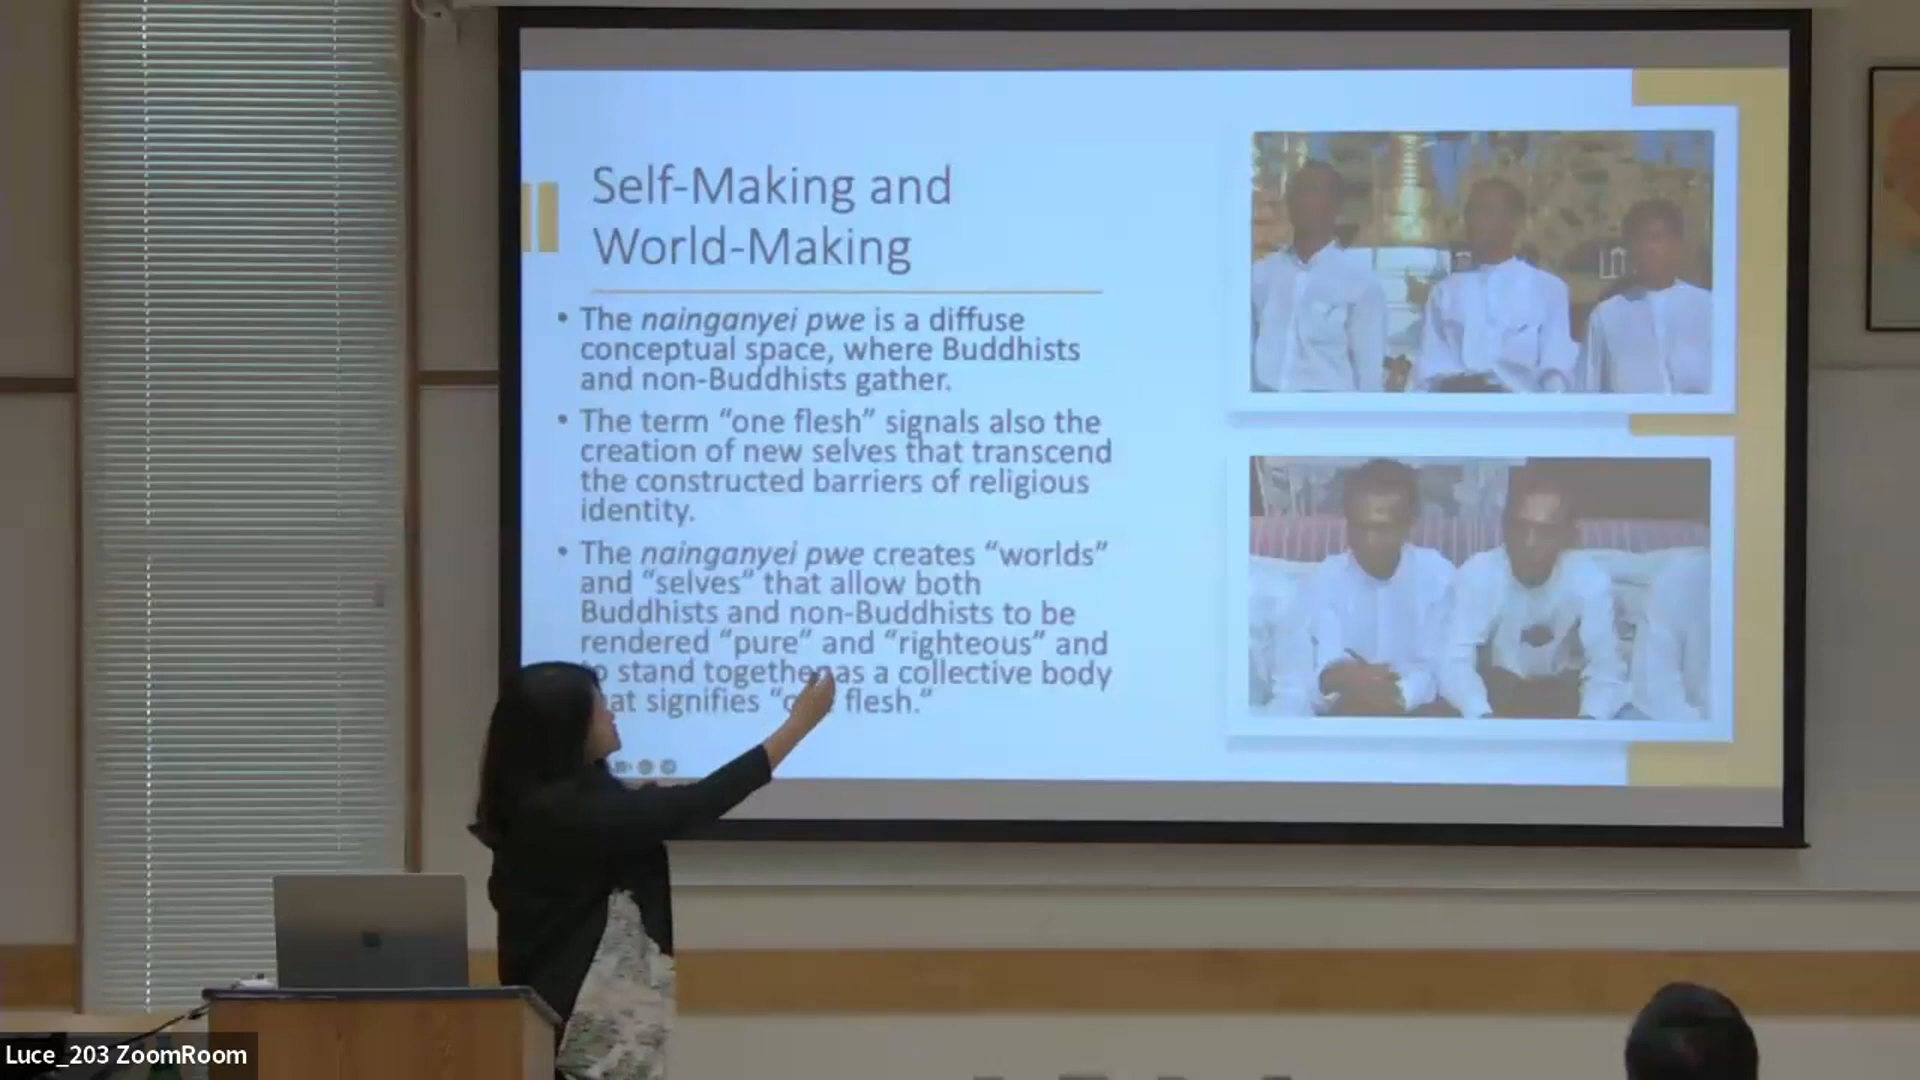 Self-Making and
World-Making
• The nainganyei pwe is a diffuse
conceptual space, where Buddhists
and non-Buddhists gather.
• The term “one flesh” signals also the
creation of new selves that transcend
the constructed barriers of religious
identity.
• The nainganyei pwe creates “worlds”
and “selves” that allow both
Buddhists and non-Buddhists to be
rendered “pure” and “righteous” and
stand together as a collective body
signifies “ flesh.”
Luce_203 ZoomRoom